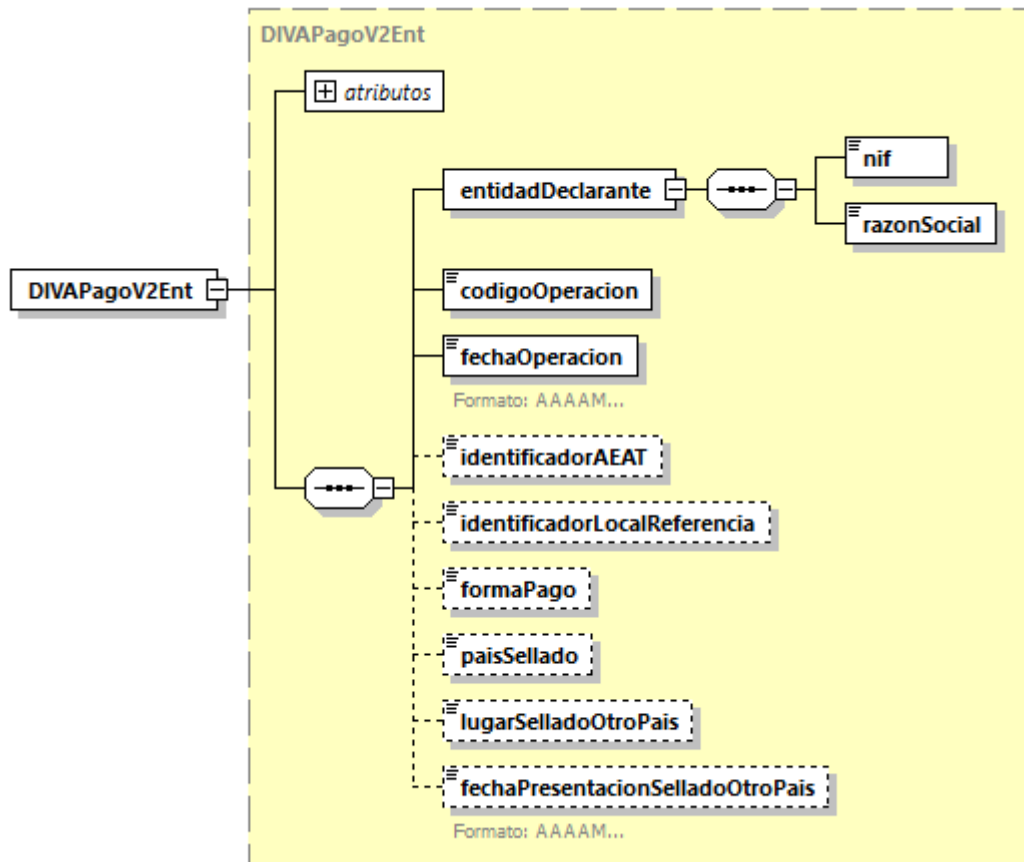 DIVAPagoV2Ent
atributos
entidadDeclarante
nif
razonSocial
DIVAPagoV2Ent
codigoOperacion
fechaOperacion
Formato: AAAAM...
identificadorAEAT
identificadorLocalReferencia
formaPago
paisSellado
lugarSelladoOtroPais
fechaPresentacionSelladoOtroPais
Formato: AAAAM...